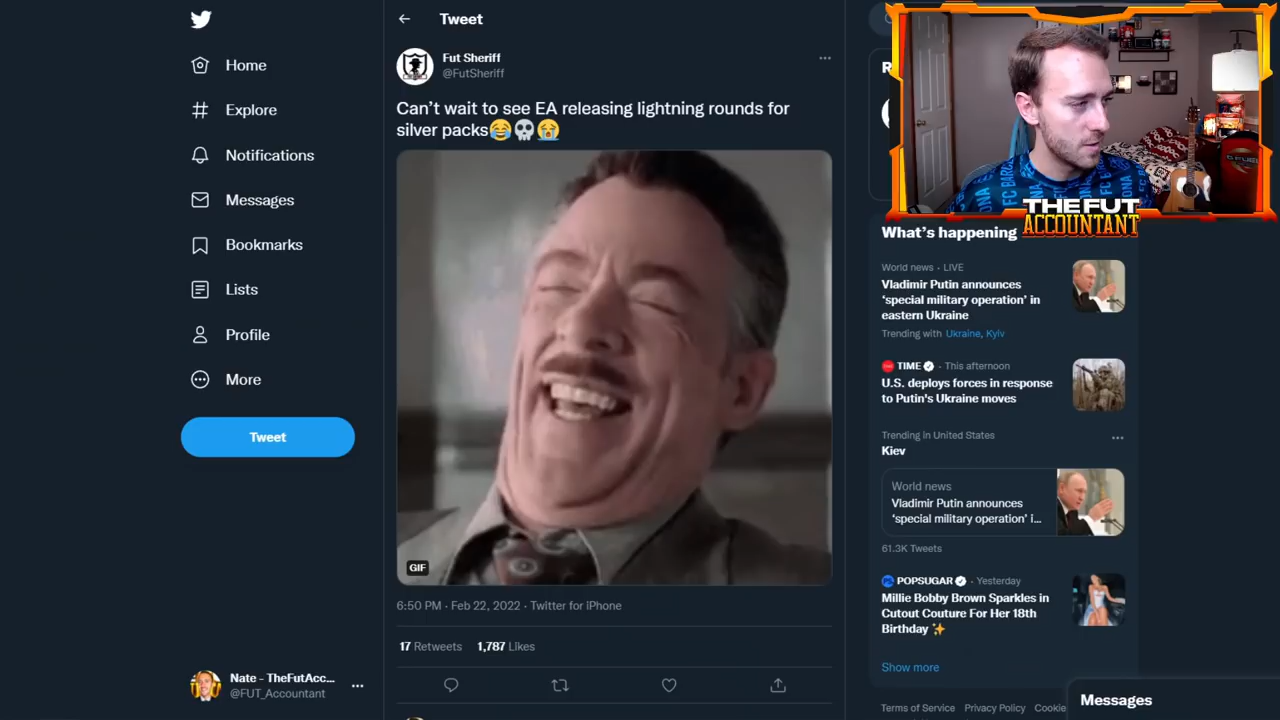 Home
Explore
Notifications
Messages
Bookmarks
Lists
Profile
More
Tweet
Nate - TheFutAcc...
@FUT_Accountant
Tweet
Fut Sheriff
@FutSheriff
Can’t wait to see EA releasing lightning rounds for
silver packs😂💀😭
GIF
6:50 PM · Feb 22, 2022 · Twitter for iPhone
17 Retweets 1,787 Likes
R
THE FUT
ACCOUNTANT
What’s happening
World news · LIVE
Vladimir Putin announces
‘special military operation’ in
eastern Ukraine
Trending with Ukraine, Kyiv
TIME · This afternoon
U.S. deploys forces in response
to Putin's Ukraine moves
Trending in United States
Kiev
World news
Vladimir Putin announces
‘special military operation’ i...
61.3K Tweets
POPSUGAR · Yesterday
Millie Bobby Brown Sparkles in
Cutout Couture For Her 18th
Birthday ✨
Show more
Terms of Service Privacy Policy Cookie
Messages